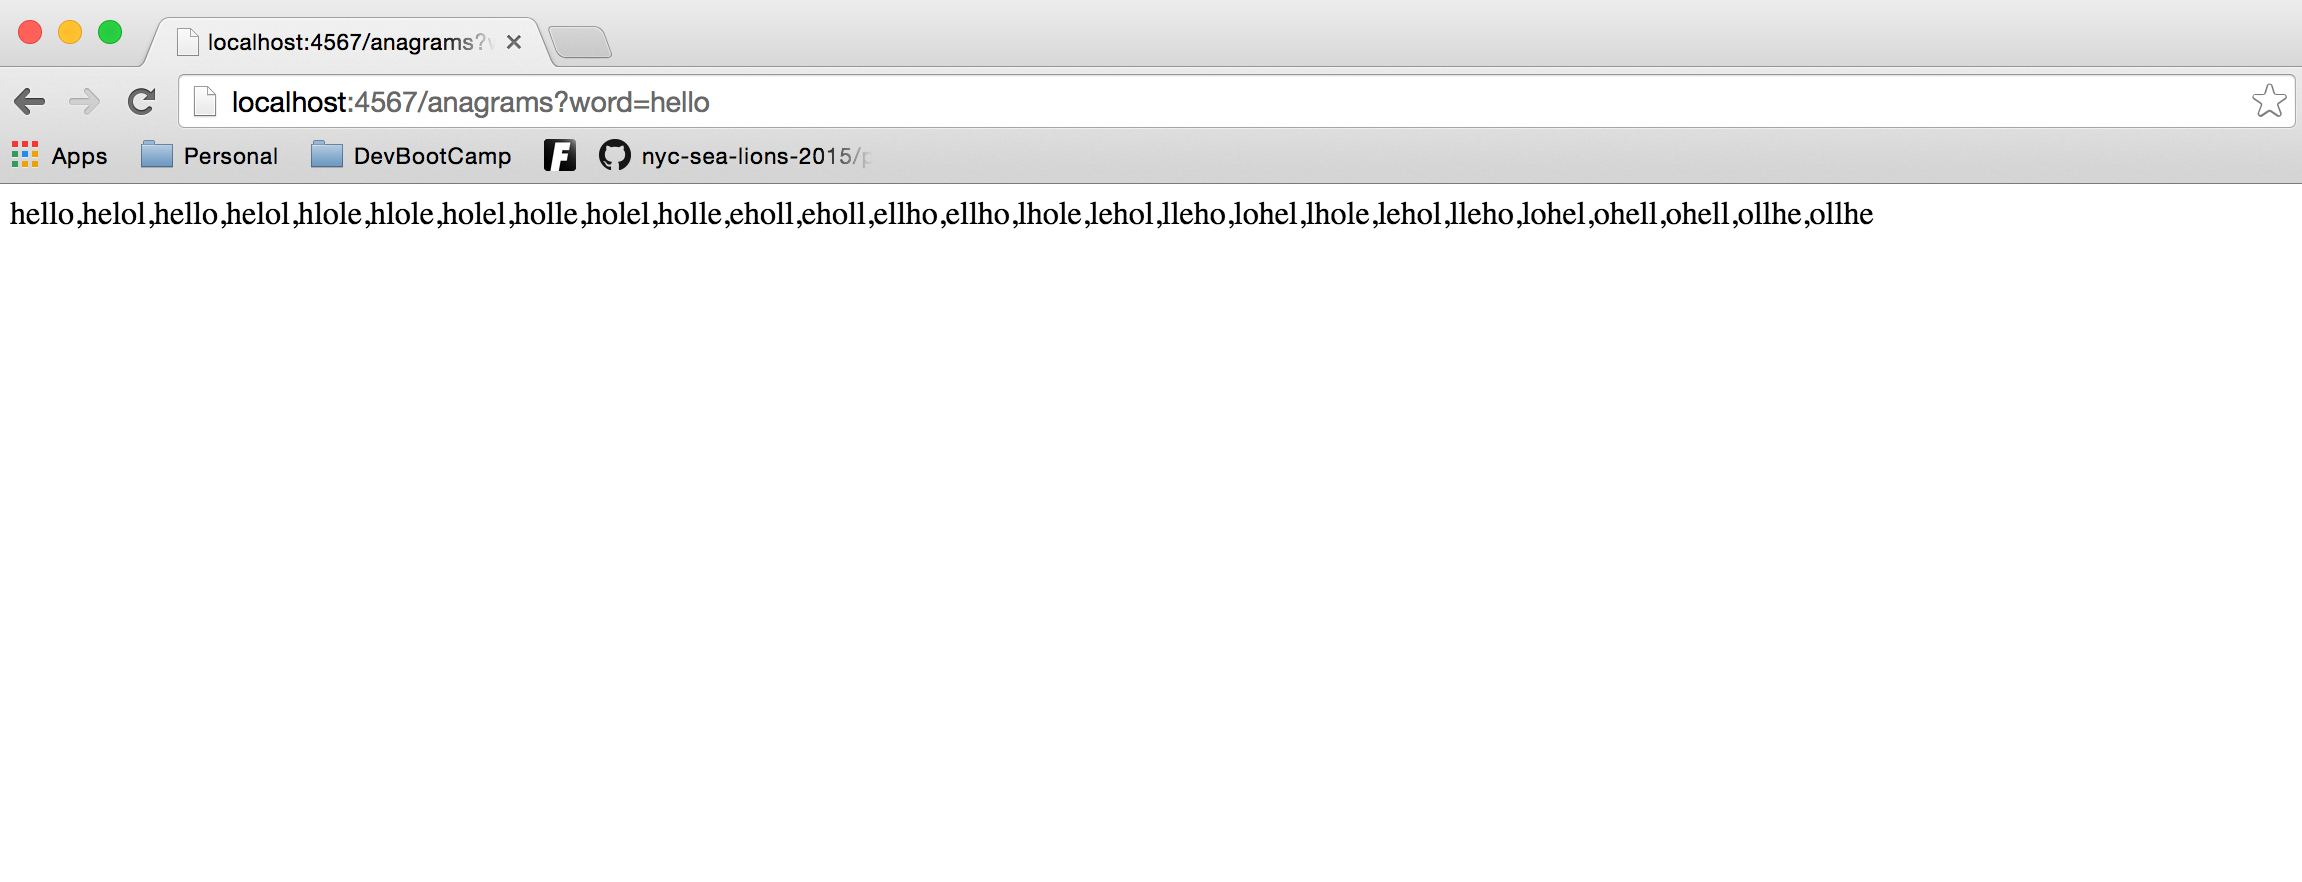 localhost:4567/anagrams?
localhost:4567/anagrams?word=hello
Apps Personal DevBootCamp F nyc-sea-lions-2015/p
hello,helol,hello,helol,hlole,hlole,holel,holle,holel,holle,eholl,eholl,ellho,ellho,lhole,lehol,lleho,lohel,lhole,lehol,lleho,lohel,ohell,ohell,ollhe,ollhe